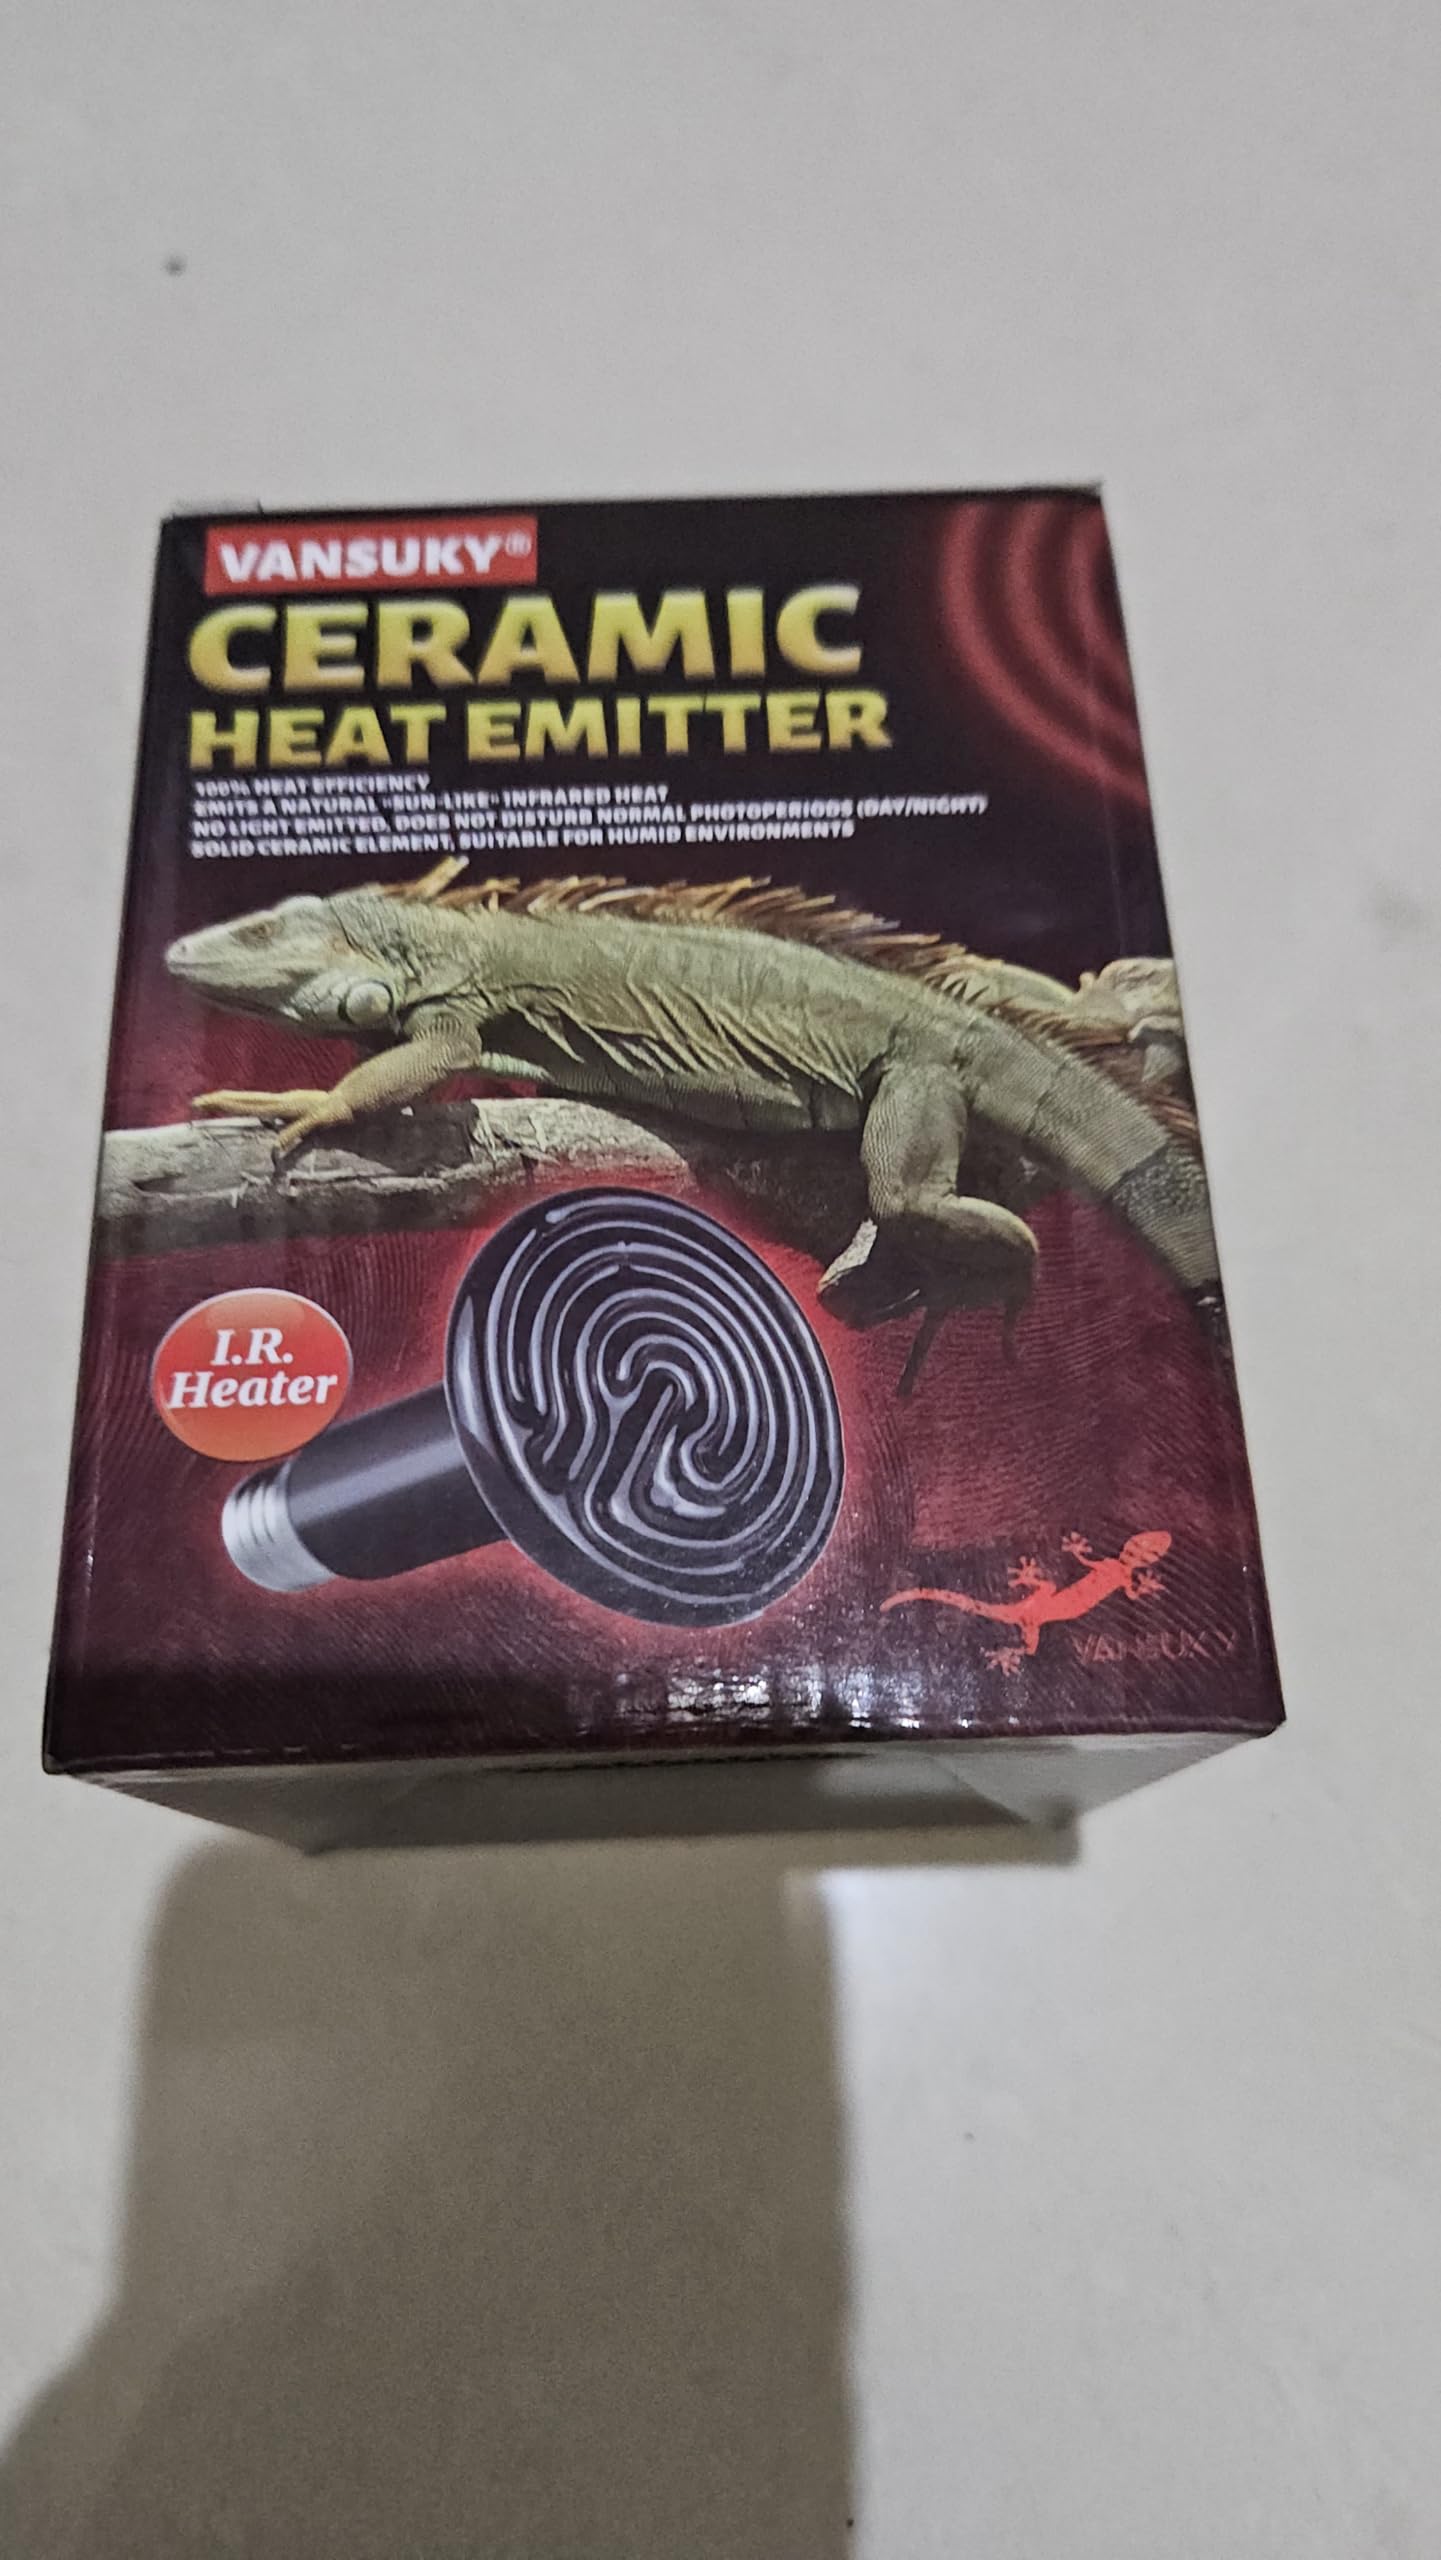 VANSUKY®
CERAMIC
HEAT EMITTER
100% HEAT EFFICIENCY
EMITS A NATURAL "SUN-LIKE" INFRARED HEAT
NO LIGHT EMITTED, DOES NOT DISTURB NORMAL PHOTOPERIODS (DAY/NIGHT)
SOLID CERAMIC ELEMENT, SUITABLE FOR HUMID ENVIRONMENTS
I.R.
Heater
VANSUKY